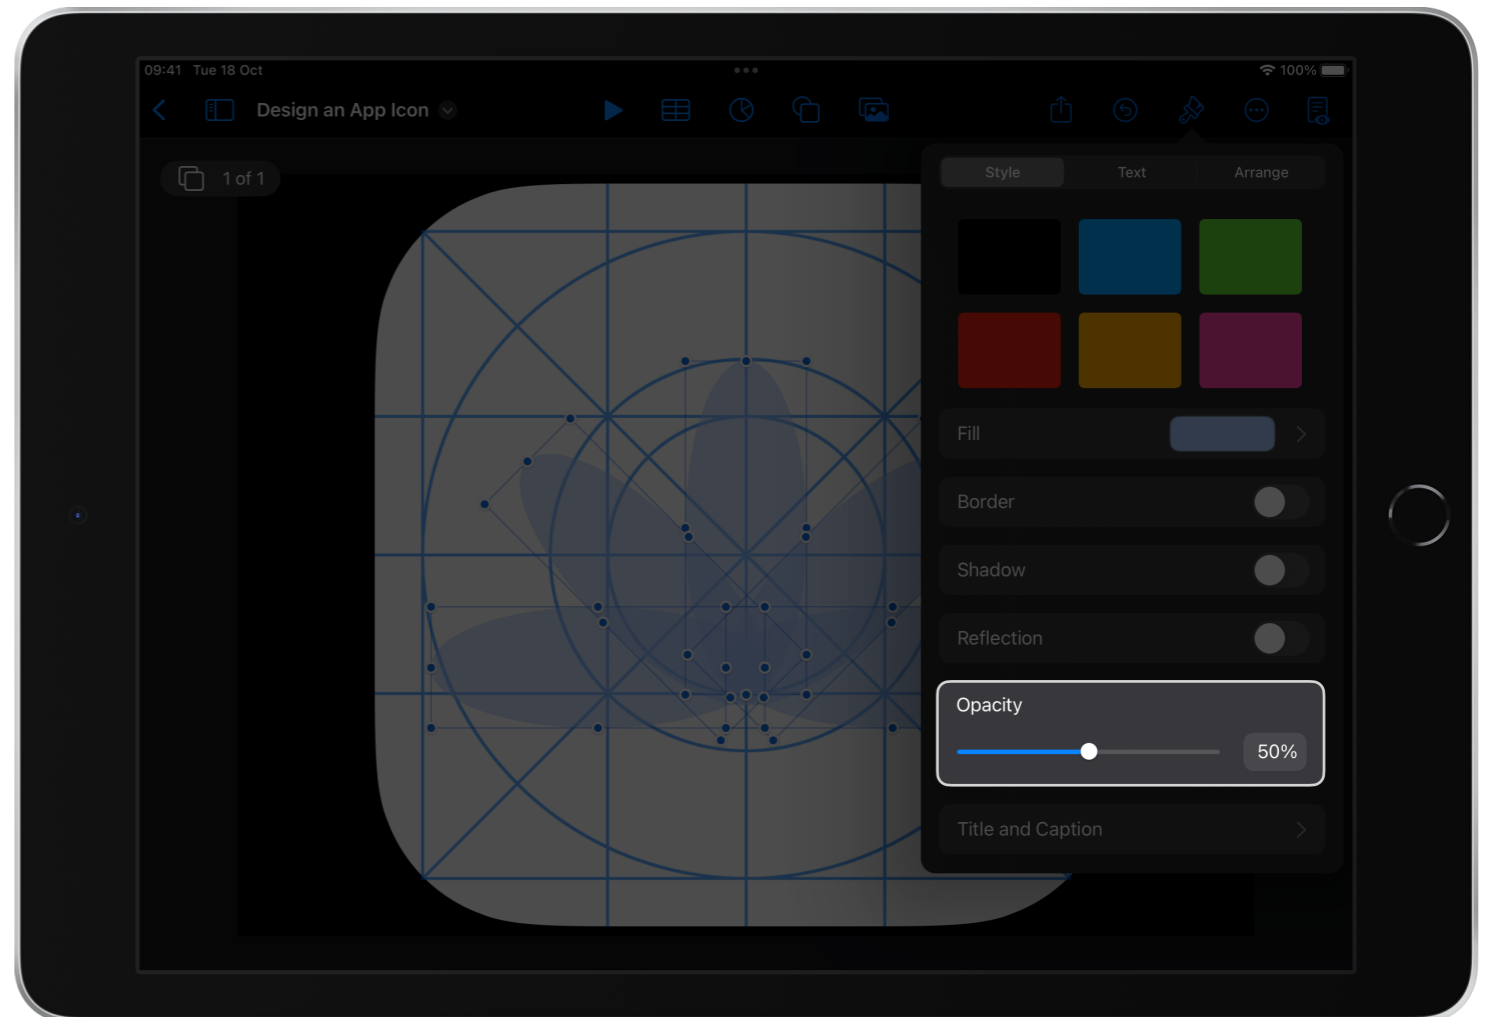 09:41 Tue 18 Oct
100%
Design an App Icon
1 of 1
Style Text Arrange
Fill
Border
Shadow
Reflection
Opacity
50%
Title and Caption